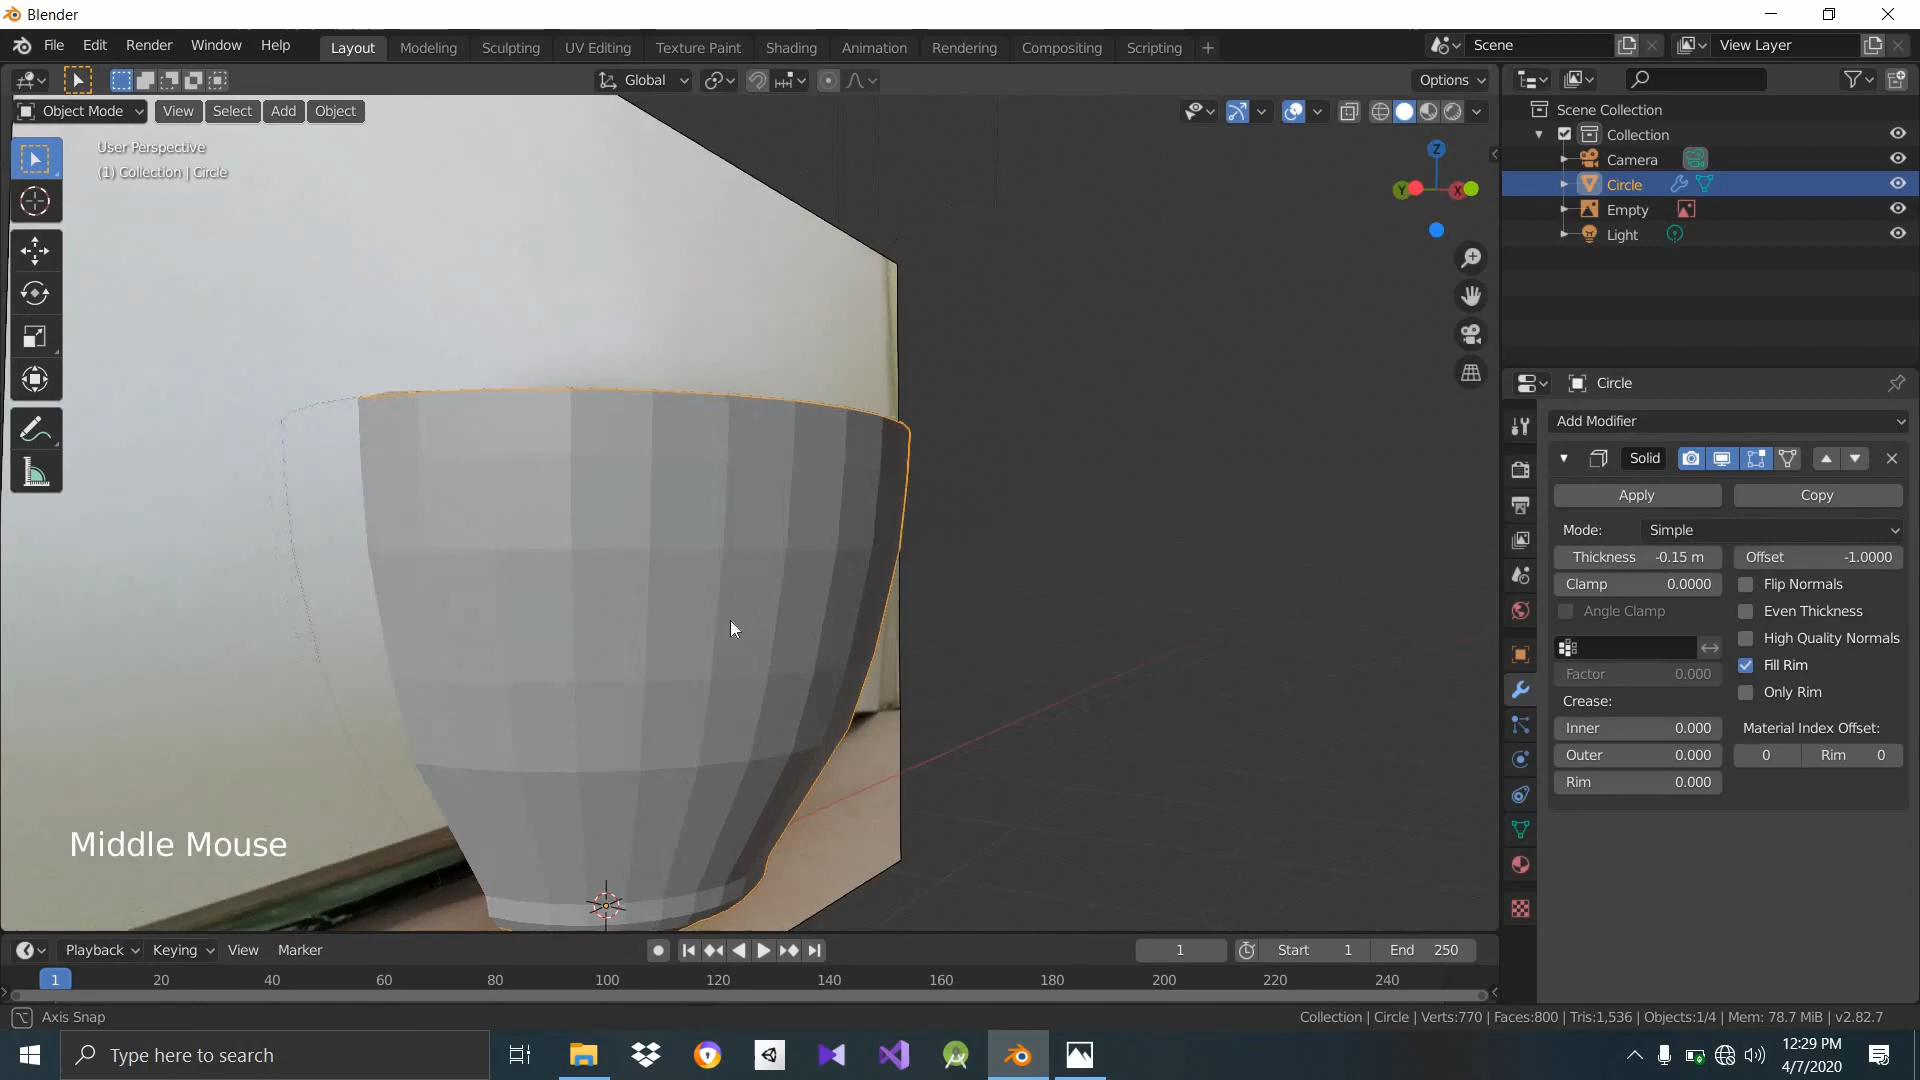 Blender
File Edit Render Window Help
Layout Modeling Sculpting UV Editing Texture Paint Shading Animation Rendering Compositing Scripting +
Scene
View Layer
Global
Options
Object Mode View Select Add Object
User Perspective
(1) Collection | Circle
Z
Y
X
Middle Mouse
Scene Collection
Collection
Camera
Circle
Empty
Light
Circle
Add Modifier
Solid
Apply Copy
Mode: Simple
Thickness -0.15 m Offset -1.0000
Clamp 0.0000 Flip Normals
Angle Clamp Even Thickness
High Quality Normals
Fill Rim
Factor 0.000
Only Rim
Crease:
Inner 0.000 Material Index Offset:
Outer 0.000 0 Rim 0
Rim 0.000
Playback Keying View Marker
1 Start 1 End 250
1 20 40 60 80 100 120 140 160 180 200 220 240
Axis Snap
Collection | Circle | Verts:770 | Faces:800 | Tris:1,536 | Objects:1/4 | Mem: 78.7 MiB | v2.82.7
Type here to search
12:29 PM
4/7/2020